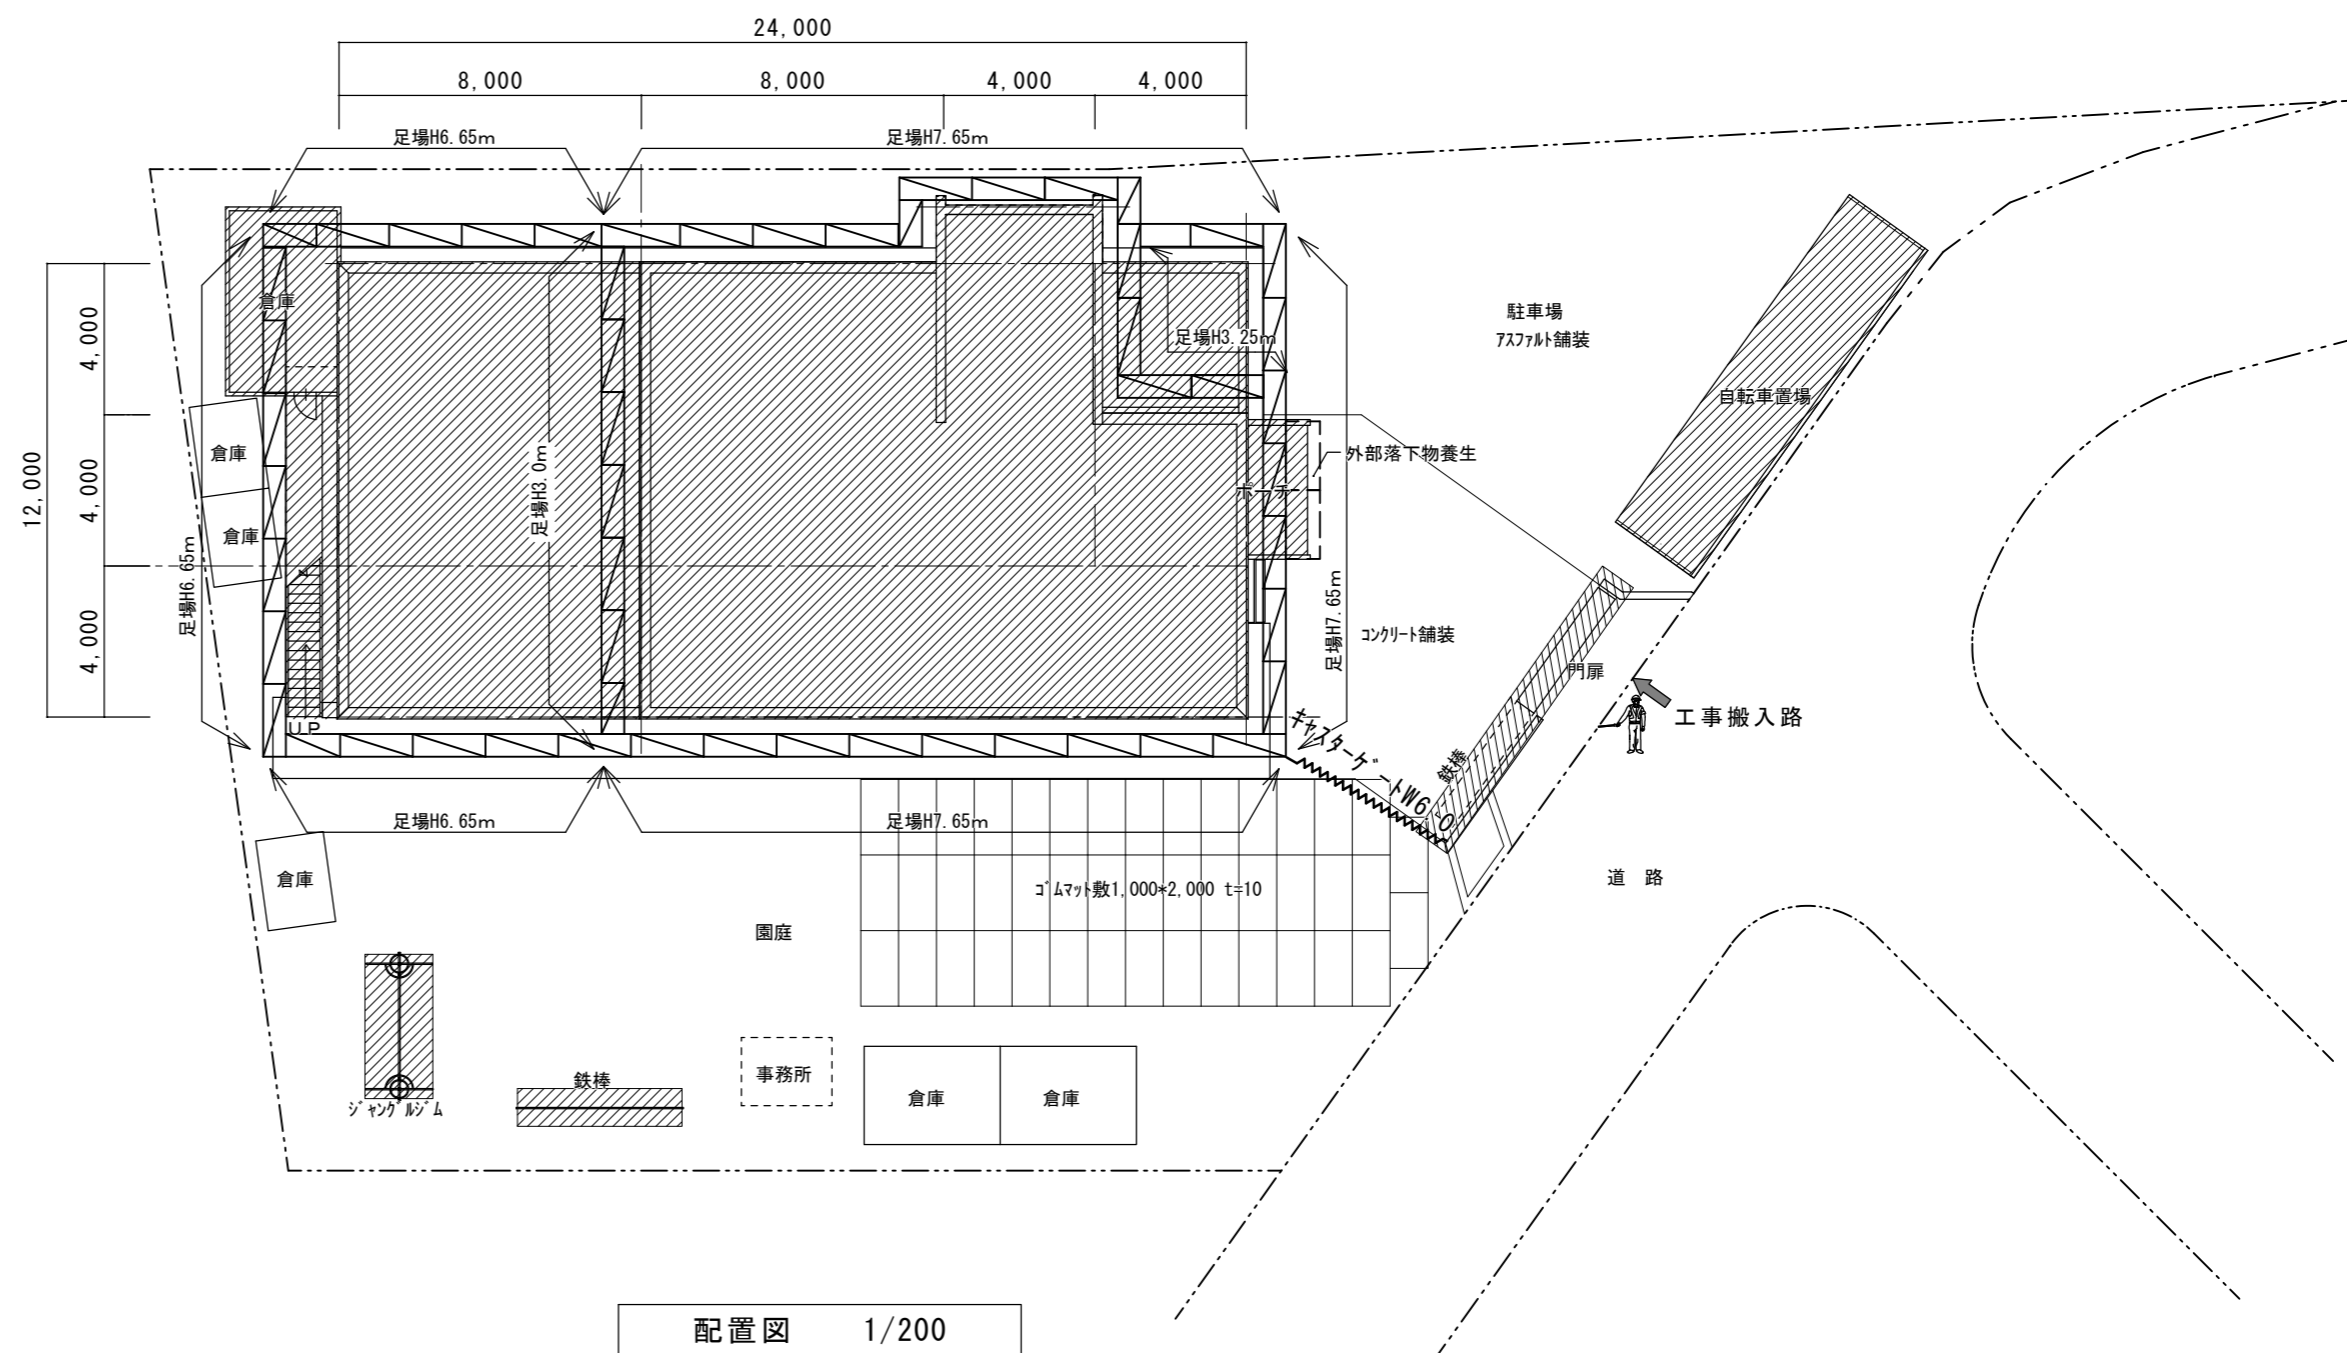 24,000
8,000
8,000
4,000
4,000
足場H6.65m
足場H7.65m
倉庫
駐車場
アスファルト舗装
足場H3.25m
4,000
自転車置場
倉庫
外部落下物養生
12,000
4,000
足場H3.0m
ポーチ
倉庫
足場H6.65m
足場H7.65m
コンクリート舗装
4,000
門扉
工事搬入路
UP
キャスターゲートW6.0
鉄棒
足場H6.65m
足場H7.65m
倉庫
ゴムマット敷1,000*2,000 t=10
道 路
園庭
事務所
鉄棒
倉庫
倉庫
ジャングルジム
配置図 1/200